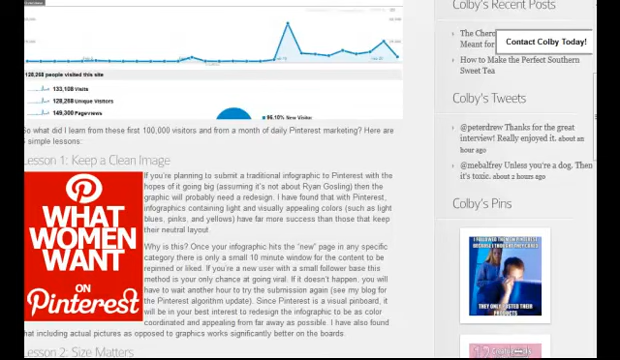 128,268 people visited this site
133,108 Visits
128,268 Unique Visitors
149,300 Pageviews
So what did I learn from these first 100,000 visitors and from a month of daily Pinterest marketing? Here are
simple lessons:
Lesson 1: Keep a Clean Image
WHAT
WOMEN
WANT
ON
Pinterest
If you're planning to submit a traditional infographic to Pinterest with the
hopes of it going big (assuming it's not about Ryan Gosling) then the
graphic will probably need a redesign. I have found that with Pinterest,
infographics containing light and visually appealing colors (such as light
blues, pinks, and yellows) have far more success than those that keep
their neutral layout.
Why is this? Once your infographic hits the "new" page in any specific
category there is only a small 10 minute window for the content to be
repinned or liked. If you're a new user with a small follower base this
method is your only chance at going viral. If it doesn't happen, you will
have to wait another hour to try the submission again (see my blog for
the Pinterest algorithm update). Since Pinterest is a visual pinboard, it
will be in your best interest to redesign the infographic to be as color
coordinated and appealing from far away as possible. I have also found
that including actual pictures as opposed to graphics works significantly better on the boards.
Lesson 2: Size Matters
Colby's Recent Posts
The Cher
Meant for
Contact Colby Today!
How to Make the Perfect Southern
Sweet Tea
Colby's Tweets
@peterdrew Thanks for the great
interview! Really enjoyed it. about an
hour ago
@mebalfrey Unless you're a dog. Then
it's toxic. about 2 hours ago
Colby's Pins
THEY ONLY
PRODUCTS